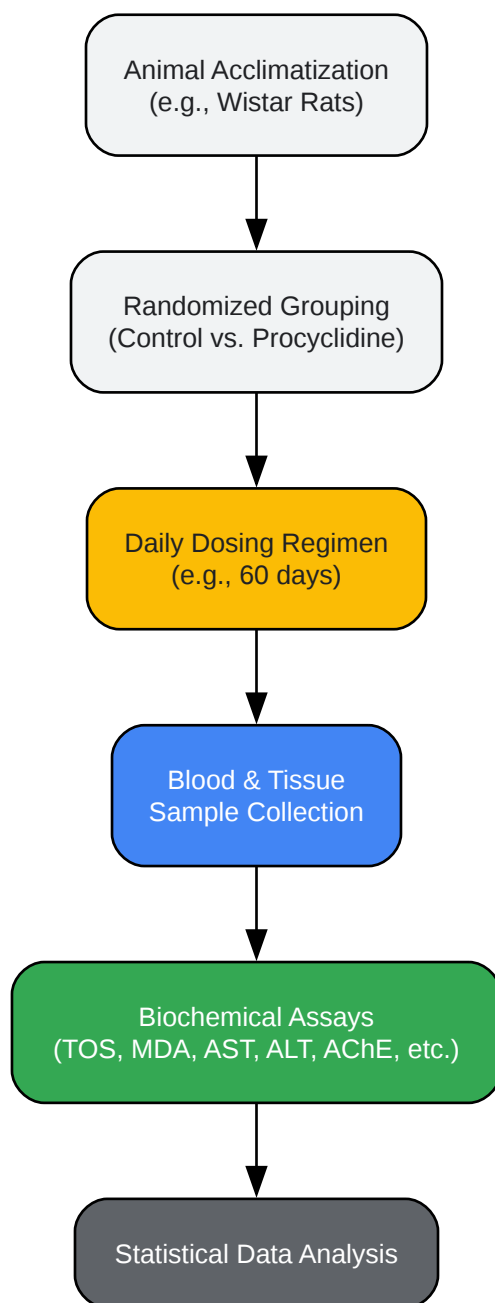 Animal Acclimatization
(e.g., Wistar Rats)
Randomized Grouping
(Control vs. Procyclidine)
Daily Dosing Regimen
(e.g., 60 days)
Blood & Tissue
Sample Collection
Biochemical Assays
(TOS, MDA, AST, ALT, AChE, etc.)
Statistical Data Analysis